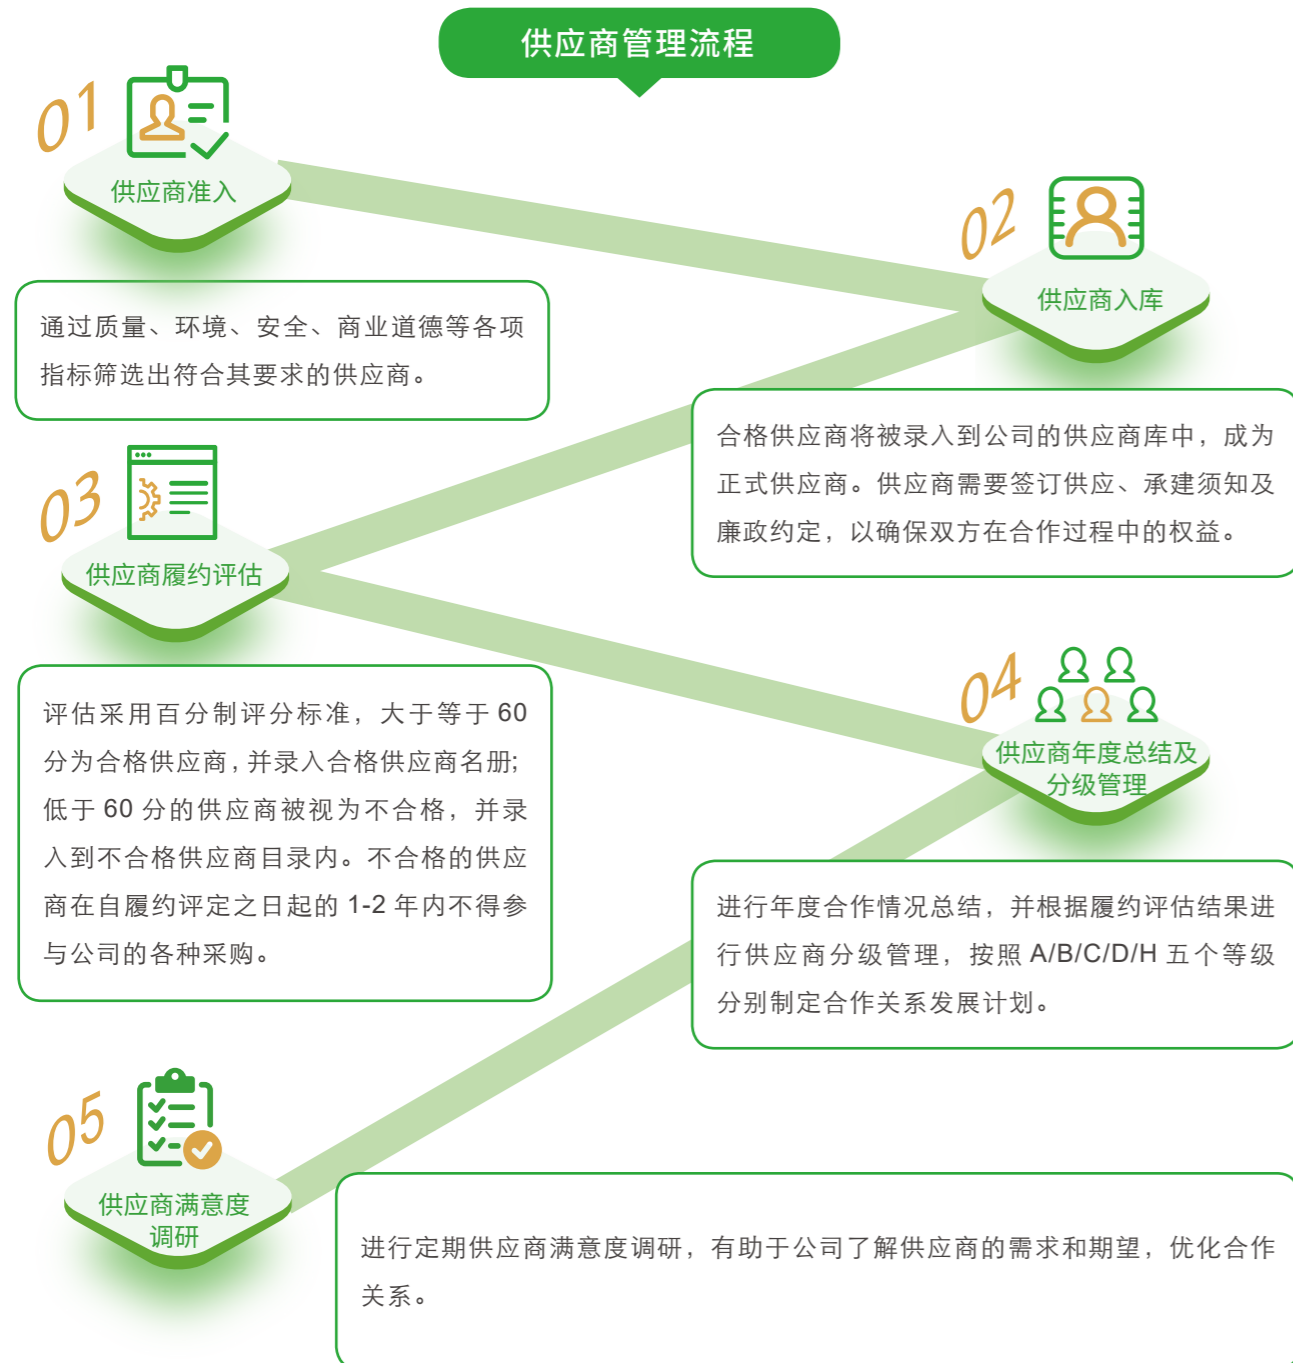 供应商管理流程
01
供应商准入
通过质量、环境、安全、商业道德等各项
指标筛选出符合其要求的供应商。
02
供应商入库
合格供应商将被录入到公司的供应商库中，成为
正式供应商。供应商需要签订供应、承建须知及
廉政约定，以确保双方在合作过程中的权益。
03
供应商履约评估
评估采用百分制评分标准，大于等于 60
分为合格供应商，并录入合格供应商名册；
低于 60 分的供应商被视为不合格，并录
入到不合格供应商目录内。不合格的供应
商在自履约评定之日起的 1-2 年内不得参
与公司的各种采购。
04
供应商年度总结及
分级管理
进行年度合作情况总结，并根据履约评估结果进
行供应商分级管理，按照 A/B/C/D/H 五个等级
分别制定合作关系发展计划。
05
供应商满意度
调研
进行定期供应商满意度调研，有助于公司了解供应商的需求和期望，优化合作
关系。